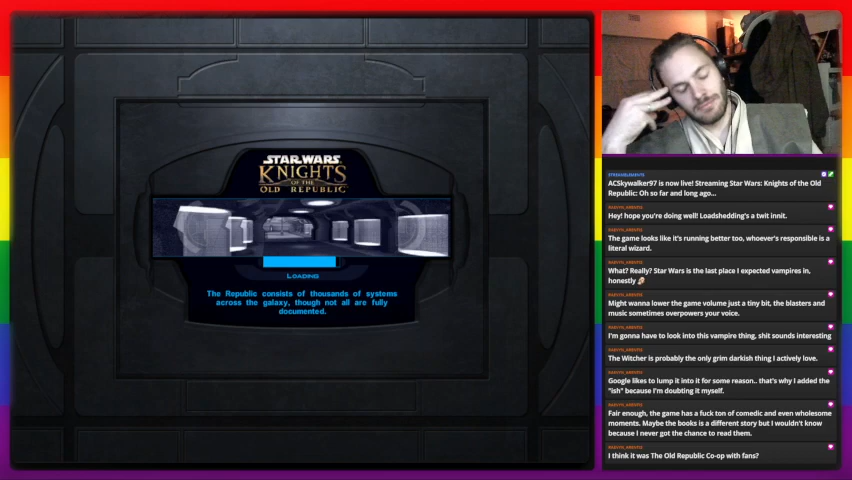 STAR WARS
KNIGHTS
OF THE
OLD REPUBLIC
LOADING
The Republic consists of thousands of systems
across the galaxy, though not all are fully
documented.
STREAMELEMENTS
ACSkywalker97 is now live! Streaming Star Wars: Knights of the Old
Republic: Oh so far and long ago...
Hey! hope you're doing well! Loadshedding's a twit innit.
The game looks like it's running better too, whoever's responsible is a
literal wizard.
What? Really? Star Wars is the last place I expected vampires in,
honestly
Might wanna lower the game volume just a tiny bit, the blasters and
music sometimes overpowers your voice.
I'm gonna have to look into this vampire thing, shit sounds interesting
The Witcher is probably the only grim darkish thing I actively love.
Google likes to lump it into it for some reason.. that's why I added the
"ish" because I'm doubting it myself.
Fair enough, the game has a fuck ton of comedic and even wholesome
moments. Maybe the books is a different story but I wouldn't know
because I never got the chance to read them.
I think it was The Old Republic Co-op with fans?